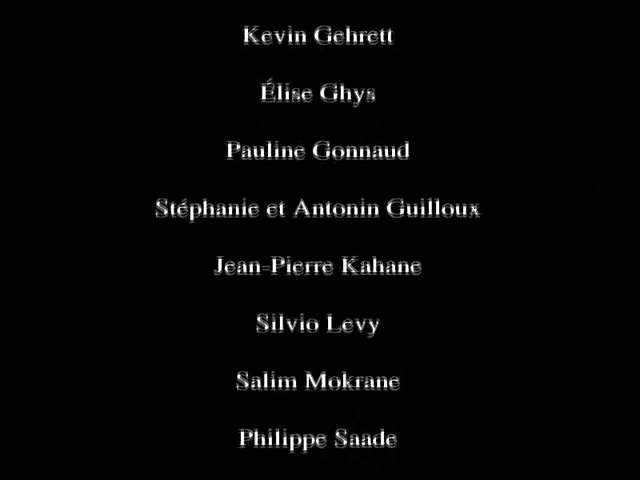 Kevin Gehrett
Élise Ghys
Pauline Gonnaud
Stéphanie et Antonin Guilloux
Jean-Pierre Kahane
Silvio Levy
Salim Mokrane
Philippe Saade